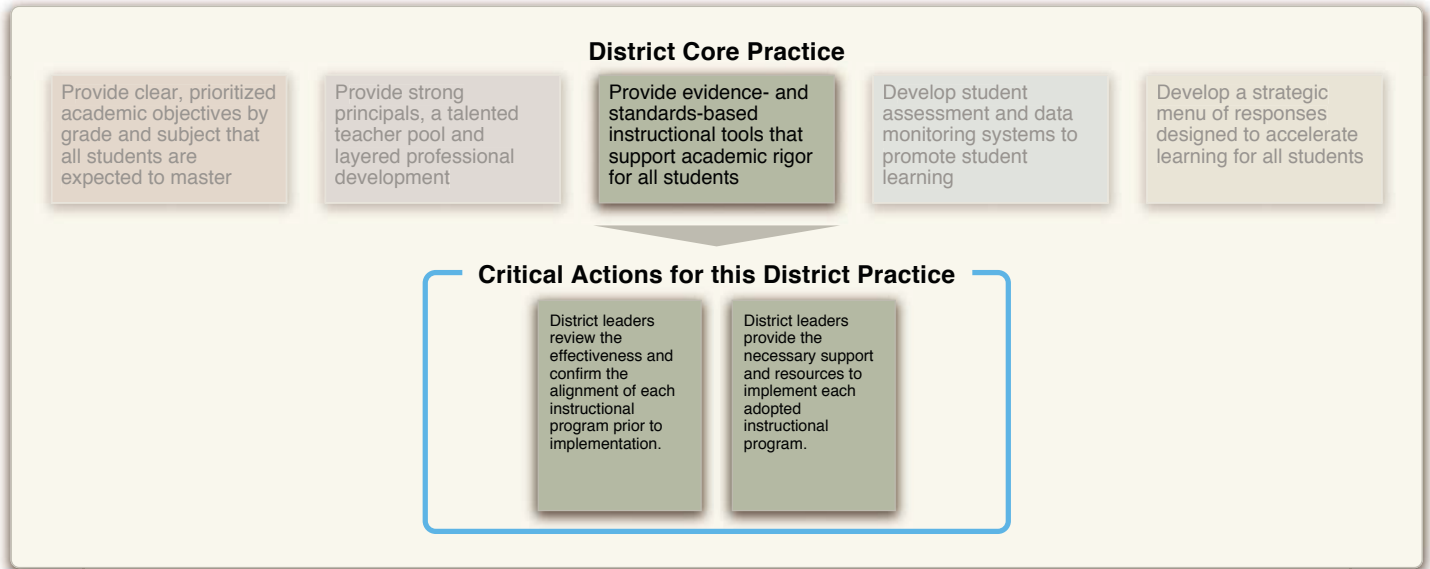 District Core Practice
Provide clear, prioritized
academic objectives by
grade and subject that
all students are
expected to master
Provide strong
principals, a talented
teacher pool and
layered professional
development
Provide evidence- and
standards-based
instructional tools that
support academic rigor
for all students
Develop student
assessment and data
monitoring systems to
promote student
learning
Develop a strategic
menu of responses
designed to accelerate
learning for all students
Critical Actions for this District Practice
District leaders
review the
effectiveness and
confirm the
alignment of each
instructional
program prior to
implementation.
District leaders
provide the
necessary support
and resources to
implement each
adopted
instructional
program.